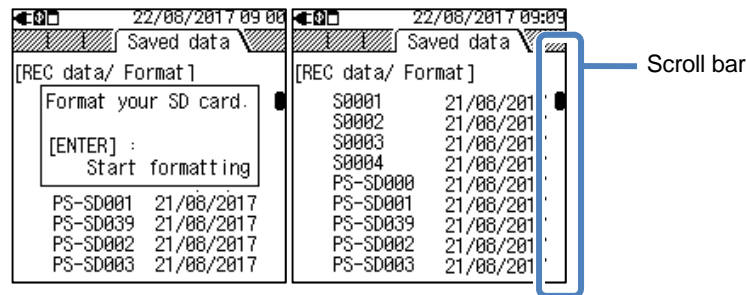 22/08/2017 09 00
Saved data
[REC data/ Format]
Format your SD card.
[ENTER] :
Start formatting
PS-SD001 21/08/2017
PS-SD039 21/08/2017
PS-SD002 21/08/2017
PS-SD003 21/08/2017
22/08/2017 09:09
Saved data
[REC data/ Format]
S0001 21/08/201
S0002 21/08/201
S0003 21/08/201
S0004 21/08/201
PS-SD000 21/08/201
PS-SD001 21/08/201
PS-SD039 21/08/201
PS-SD002 21/08/201
PS-SD003 21/08/201
Scroll bar